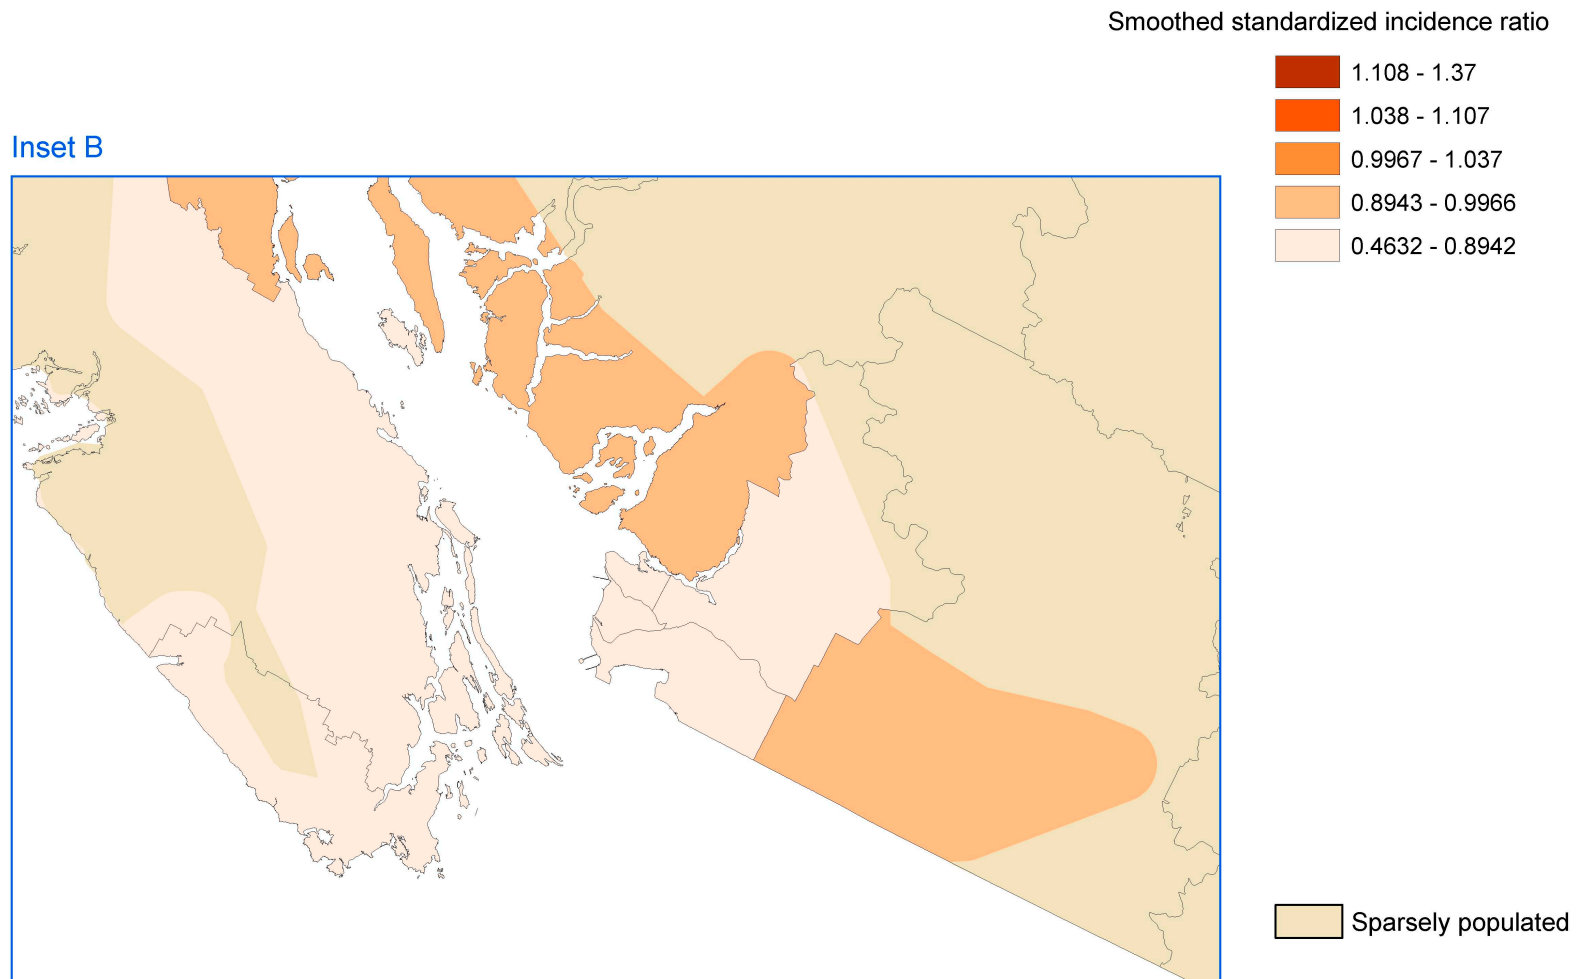 Smoothed standardized incidence ratio
1.108 - 1.37
1.038 - 1.107
Inset B
0.9967 - 1.037
0.8943 - 0.9966
0.4632 - 0.8942
Sparsely populated